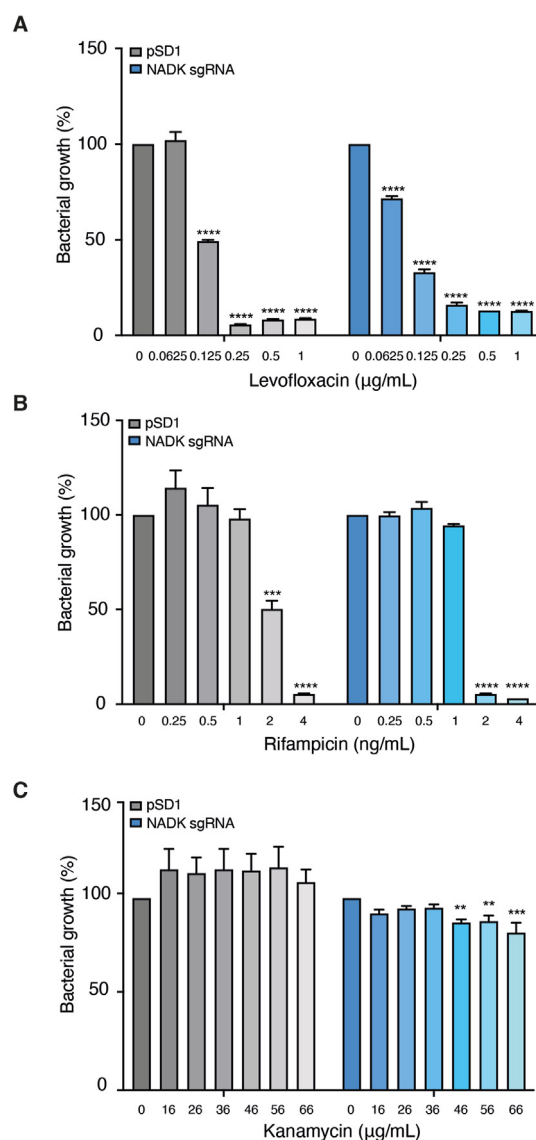 A
150
100
50
0
Bacterial growth (%)
pSD1
NADK sgRNA
****
****
****
****
****
****
****
****
****
0 0.0625 0.125 0.25 0.5 1 0 0.0625 0.125 0.25 0.5 1
Levofloxacin (µg/mL)
B
150
100
50
0
Bacterial growth (%)
pSD1
NADK sgRNA
***
****
**** ****
0 0.25 0.5 1 2 4 0 0.25 0.5 1 2 4
Rifampicin (ng/mL)
C
150
100
50
0
Bacterial growth (%)
pSD1
NADK sgRNA
** ** ***
0 16 26 36 46 56 66 0 16 26 36 46 56 66
Kanamycin (µg/mL)